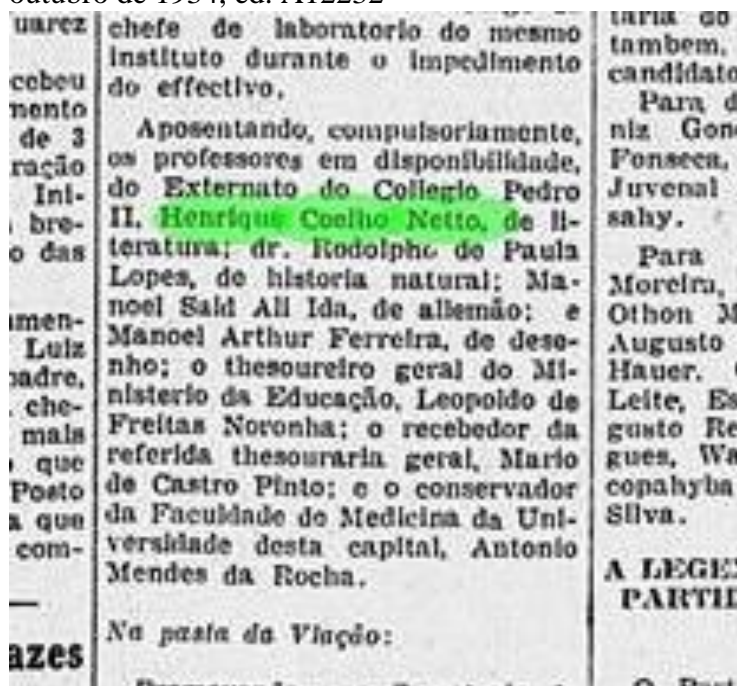 outubro de 1934, ed. A12232
uarez
cebeu
mento
de 3
ração
Ini-
bre-
o das
Luiz
padre,
che-
mais
que
Posto
a que
com-
azes
chefe de laboratorio do mesmo
instituto durante o impedimento
do effectivo.
Aposentando, compulsoriamente,
os professores em disponibilidade,
do Externato do Collegio Pedro
II, Henrique Coelho Netto, de li-
teratura; dr. Rodolpho de Paula
Lopes, de historia natural; Ma-
noel Said Ali Ida, de allemão; e
Manoel Arthur Ferreira, de dese-
nho; o thesoureiro geral do Mi-
nisterio da Educação, Leopoldo de
Freitas Noronha; o recebedor da
referida thesouraria geral, Mario
de Castro Pinto; e o conservador
da Faculdade de Medicina da Uni-
versidade desta capital, Antonio
Mendes da Rocha.
Na pasta da Viação:
taria do
tambem,
candidato
Para d
niz Gon
Fonseca,
Juvenal
sahy.
Para
Moreira,
Othon M
Augusto
Hauer.
Leite, Es
gusto Re
gues, Wa
copahyba
Silva.
A LEGE
PARTI